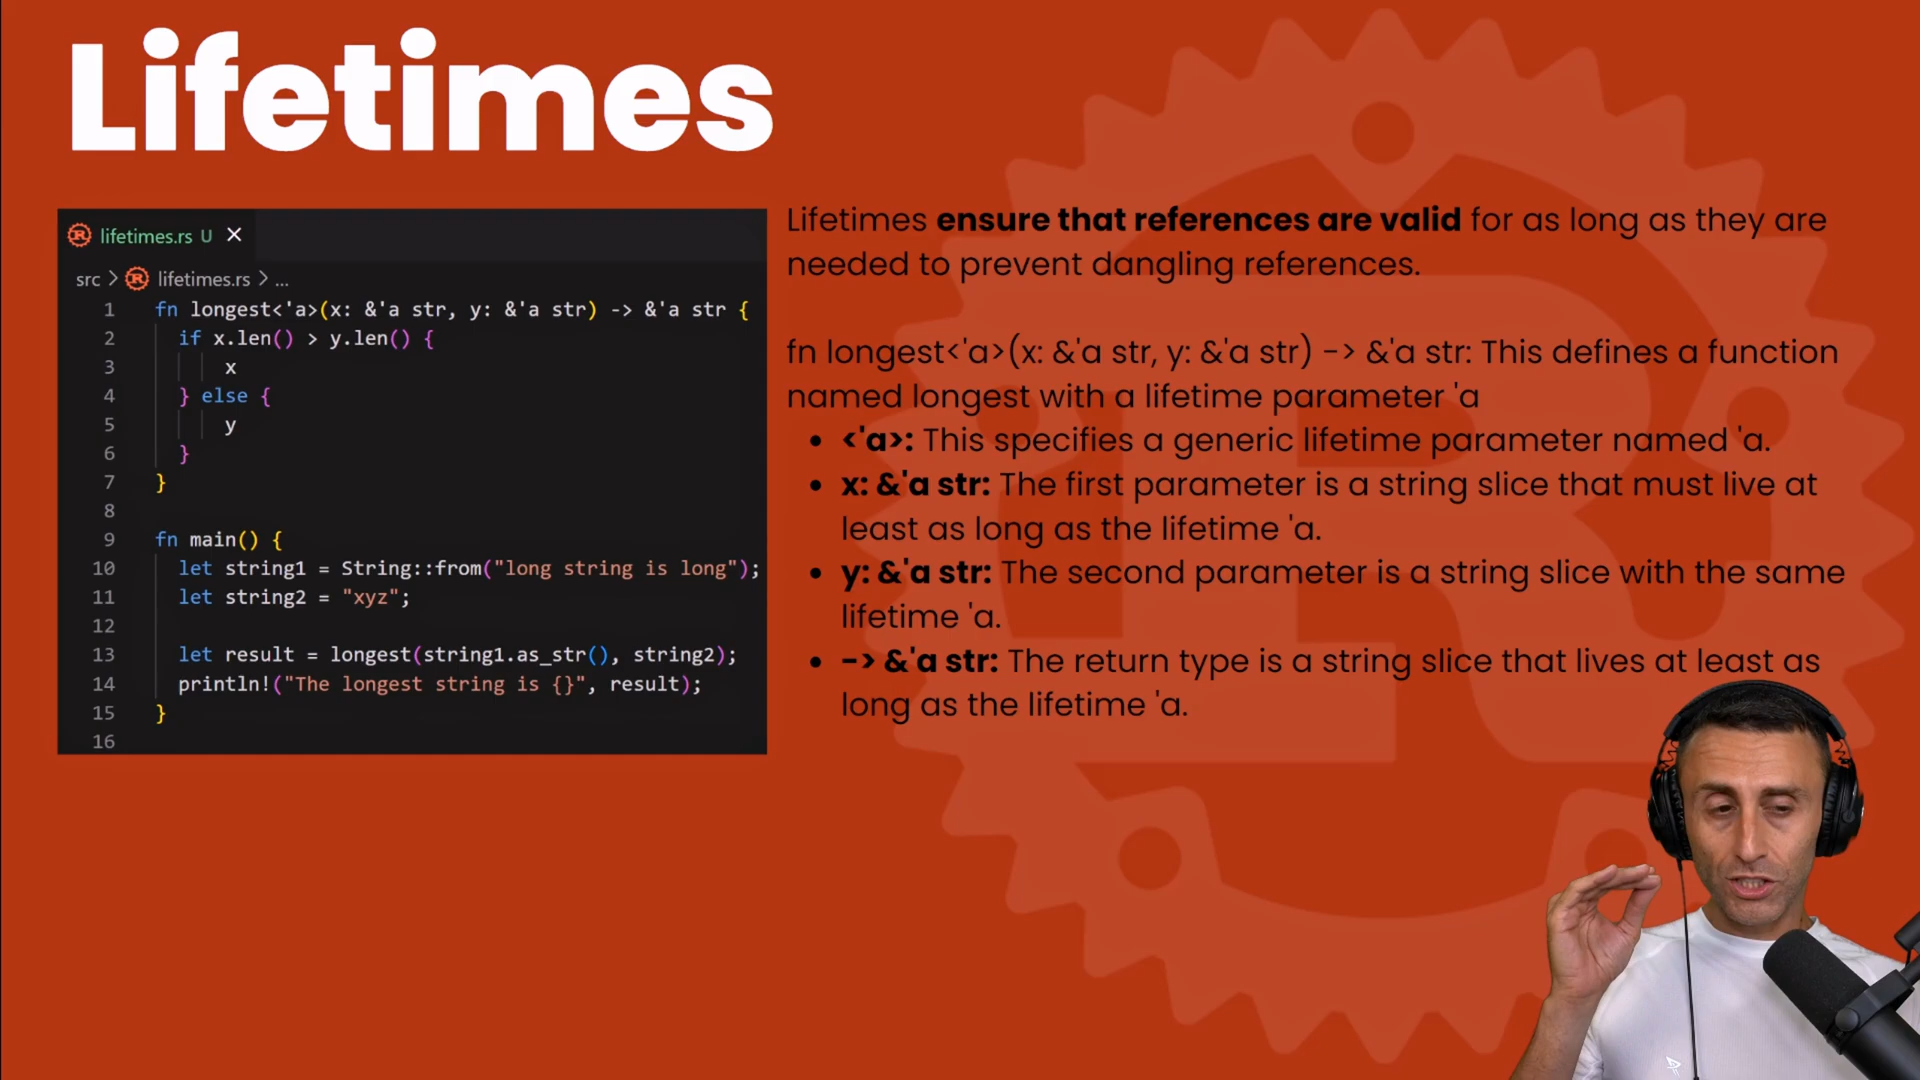 Lifetimes
lifetimes.rs U
src > lifetimes.rs > ...
1 fn longest<'a>(x: &'a str, y: &'a str) -> &'a str {
2 if x.len() > y.len() {
3 x
4 } else {
5 y
6 }
7 }
8
9 fn main() {
10 let string1 = String::from("long string is long");
11 let string2 = "xyz";
12
13 let result = longest(string1.as_str(), string2);
14 println!("The longest string is {}", result);
15 }
16
Lifetimes ensure that references are valid for as long as they are
needed to prevent dangling references.
fn longest<'a>(x: &'a str, y: &'a str) -> &'a str: This defines a function
named longest with a lifetime parameter 'a
• <'a>: This specifies a generic lifetime parameter named 'a.
• x: &'a str: The first parameter is a string slice that must live at
least as long as the lifetime 'a.
• y: &'a str: The second parameter is a string slice with the same
lifetime 'a.
• -> &'a str: The return type is a string slice that lives at least as
long as the lifetime 'a.